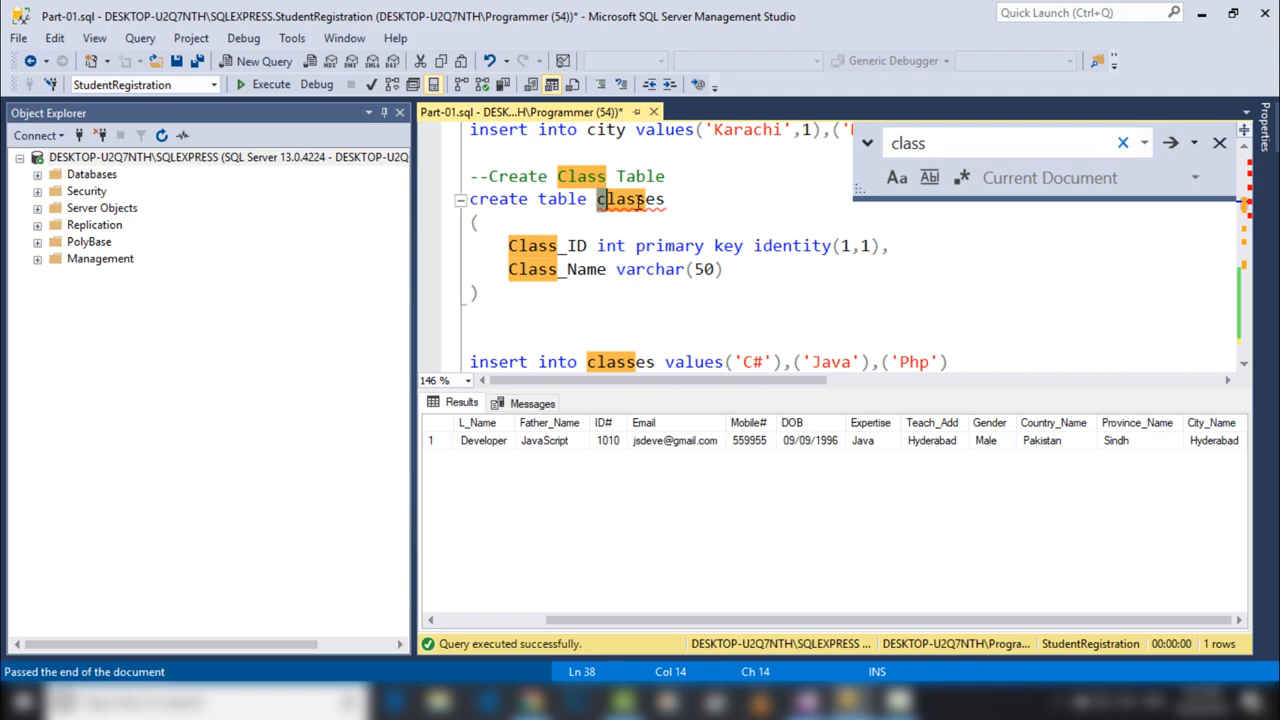 Part-01.sql - DESKTOP-U2Q7NTH\SQLEXPRESS.StudentRegistration (DESKTOP-U2Q7NTH\Programmer (54))* - Microsoft SQL Server Management Studio
Quick Launch (Ctrl+Q)
File Edit View Query Project Debug Tools Window Help
New Query
Generic Debugger
StudentRegistration
Execute Debug
Object Explorer
Part-01.sql - DESK...H\Programmer (54))*
Properties
Connect
DESKTOP-U2Q7NTH\SQLEXPRESS (SQL Server 13.0.4224 - DESKTOP-U2Q
Databases
Security
Server Objects
Replication
PolyBase
Management
insert into city values('Karachi',1),('
class
Aa Abl .* Current Document
--Create Class Table
create table classes
(
Class_ID int primary key identity(1,1),
Class_Name varchar(50)
)
insert into classes values('C#'),('Java'),('Php')
146 %
Results Messages
L_Name Father_Name ID# Email Mobile# DOB Expertise Teach_Add Gender Country_Name Province_Name City_Name
1 Developer JavaScript 1010 jsdeve@gmail.com 559955 09/09/1996 Java Hyderabad Male Pakistan Sindh Hyderabad
Query executed successfully. DESKTOP-U2Q7NTH\SQLEXPRESS ... DESKTOP-U2Q7NTH\Progra... StudentRegistration 00:00:00 1 rows
Passed the end of the document Ln 38 Col 14 Ch 14 INS